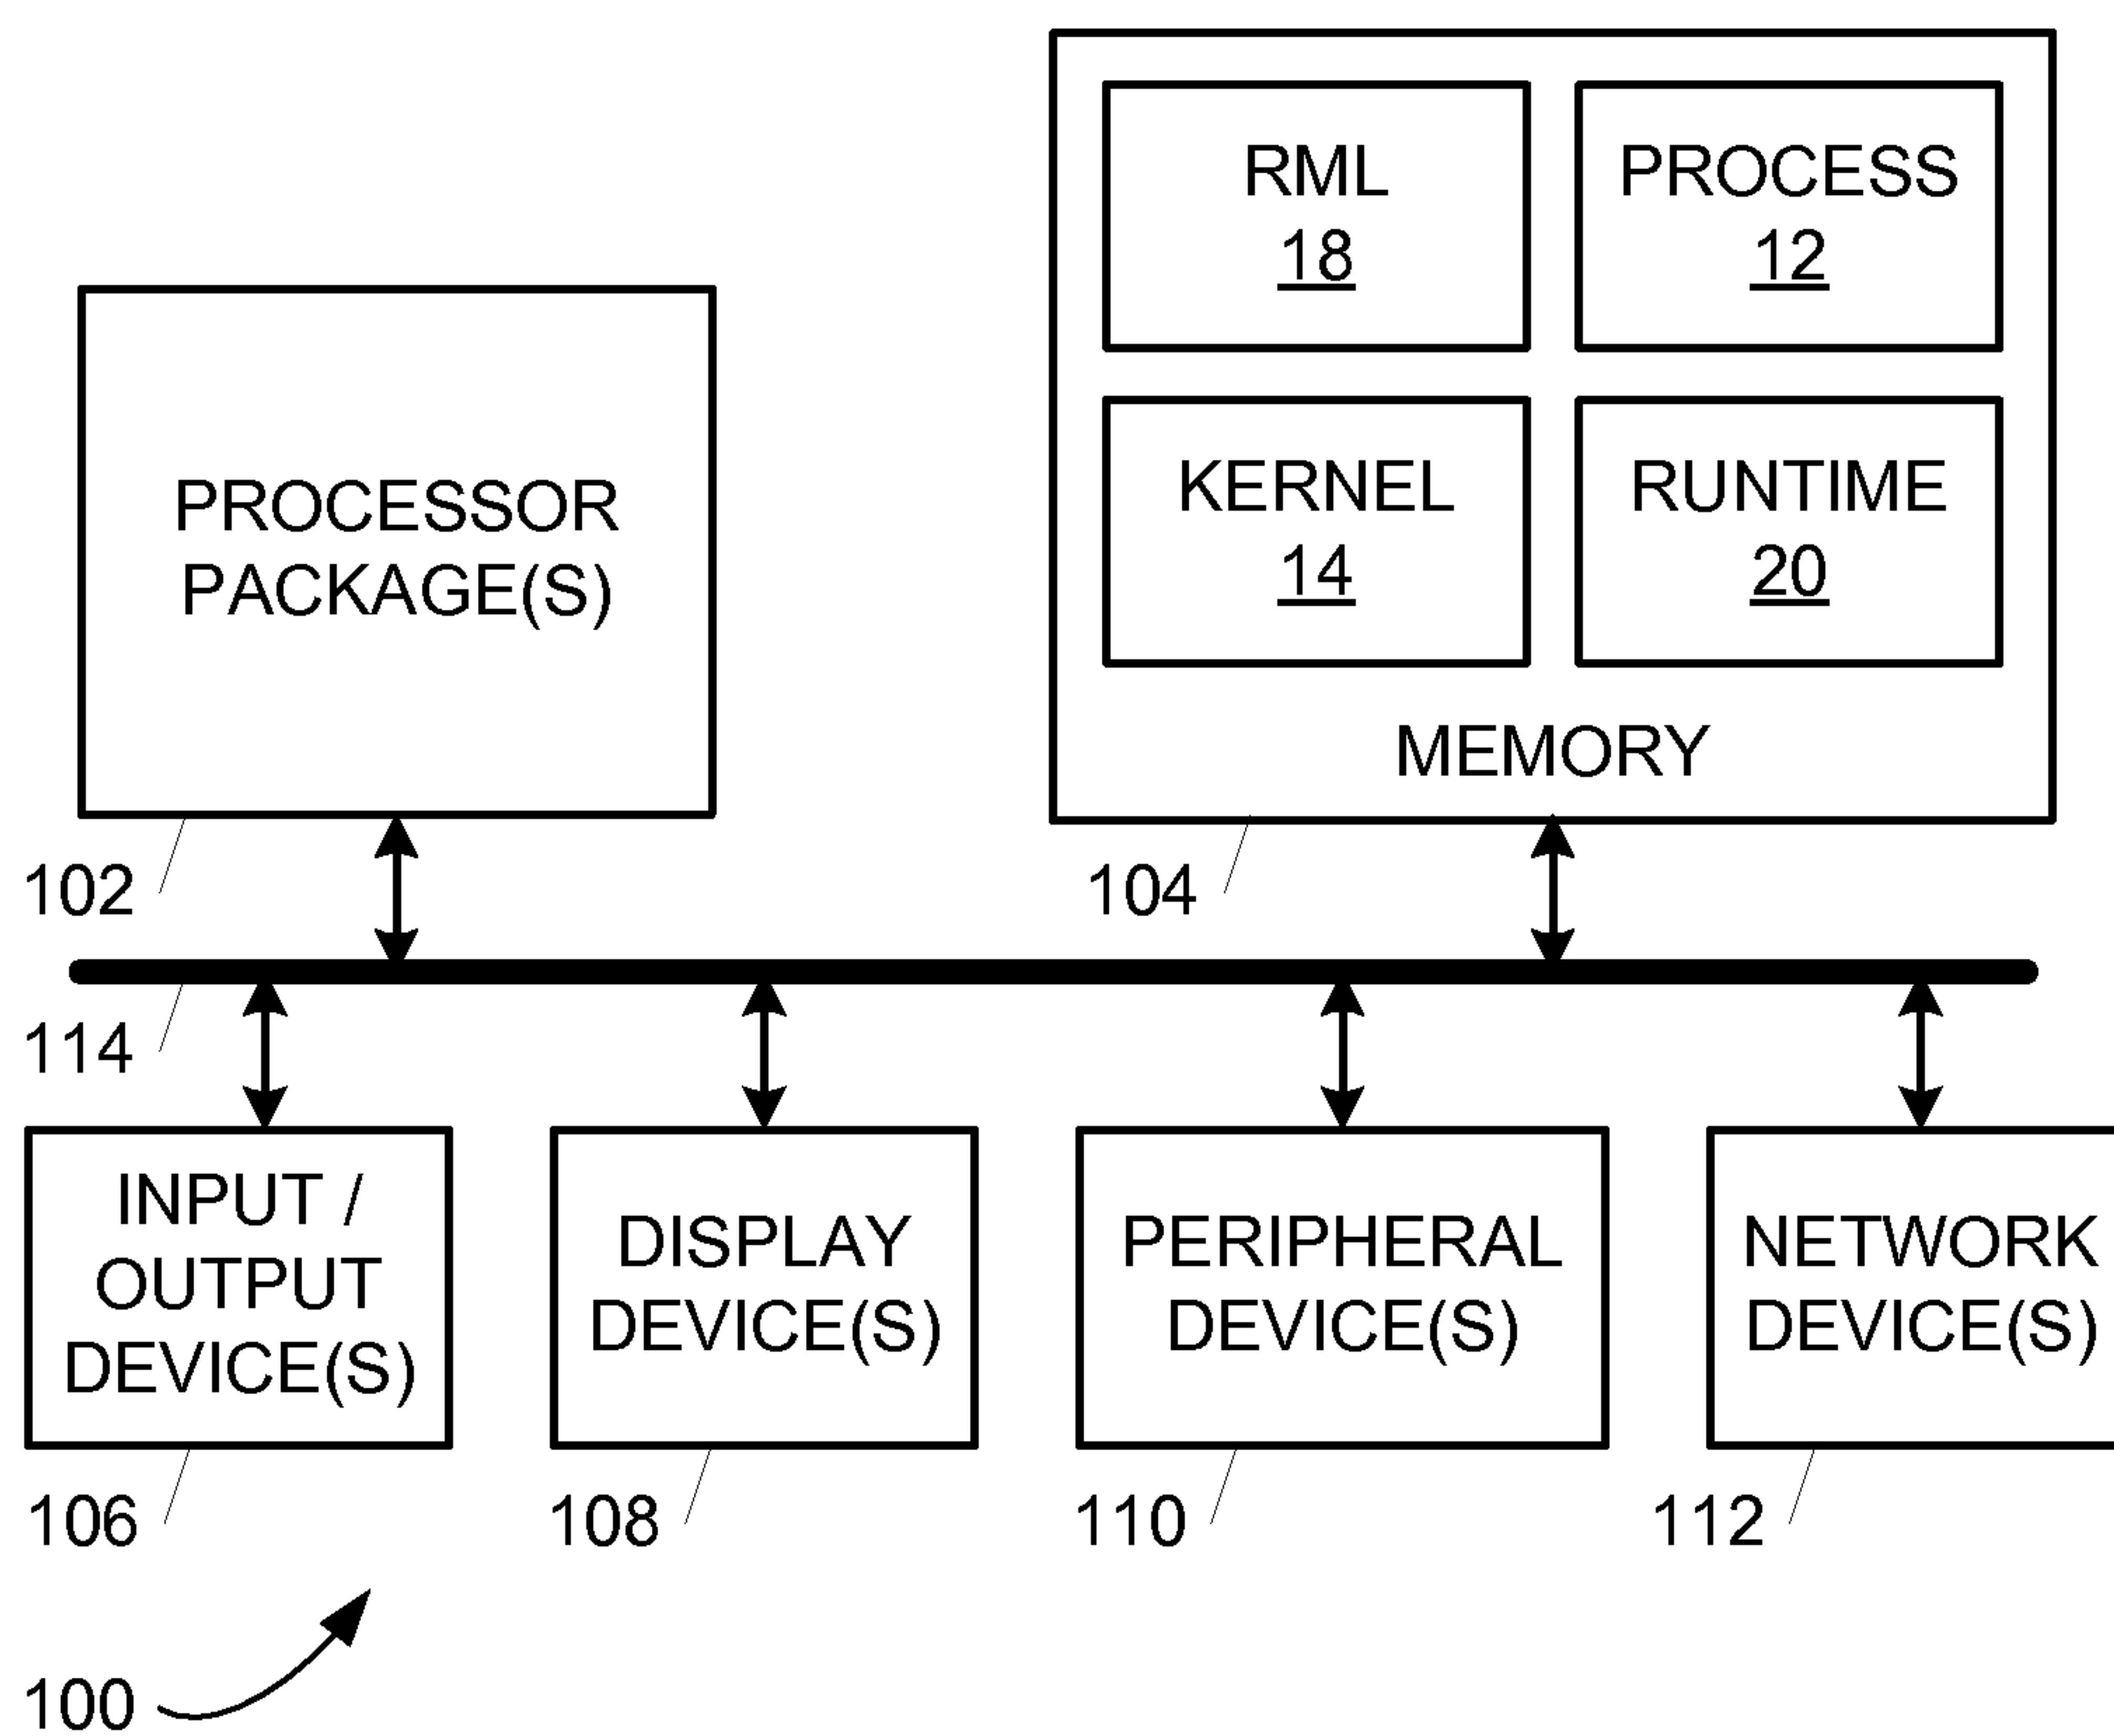 RML
18
PROCESS
12
PROCESSOR
PACKAGE(S)
KERNEL
14
RUNTIME
20
MEMORY
102
104
114
INPUT /
OUTPUT
DEVICE(S)
DISPLAY
DEVICE(S)
PERIPHERAL
DEVICE(S)
NETWORK
DEVICE(S)
106
108
110
112
100